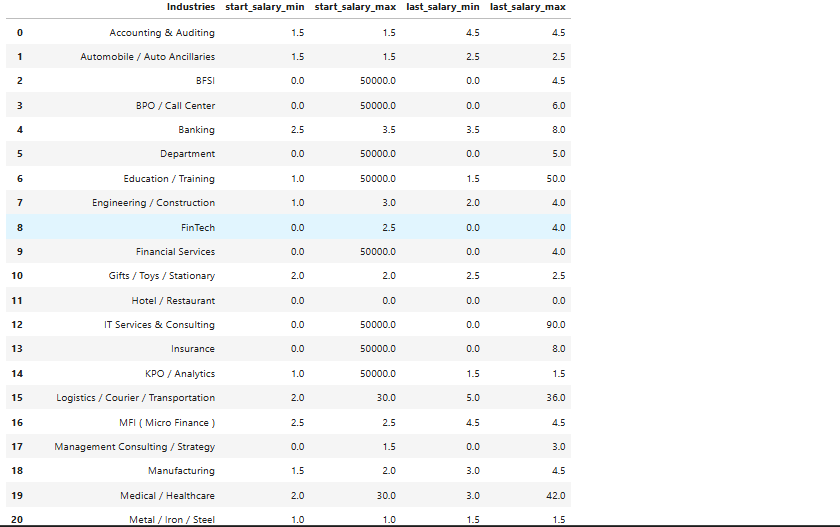 Industries start_salary_min start_salary_max last_salary_min last_salary_max
0 Accounting & Auditing 1.5 1.5 4.5 4.5
1 Automobile / Auto Ancillaries 1.5 1.5 2.5 2.5
2 BFSI 0.0 50000.0 0.0 4.5
3 BPO / Call Center 0.0 50000.0 0.0 6.0
4 Banking 2.5 3.5 3.5 8.0
5 Department 0.0 50000.0 0.0 5.0
6 Education / Training 1.0 50000.0 1.5 50.0
7 Engineering / Construction 1.0 3.0 2.0 4.0
8 FinTech 0.0 2.5 0.0 4.0
9 Financial Services 0.0 50000.0 0.0 4.0
10 Gifts / Toys / Stationary 2.0 2.0 2.5 2.5
11 Hotel / Restaurant 0.0 0.0 0.0 0.0
12 IT Services & Consulting 0.0 50000.0 0.0 90.0
13 Insurance 0.0 50000.0 0.0 8.0
14 KPO / Analytics 1.0 50000.0 1.5 1.5
15 Logistics / Courier / Transportation 2.0 30.0 5.0 36.0
16 MFI ( Micro Finance ) 2.5 2.5 4.5 4.5
17 Management Consulting / Strategy 0.0 1.5 0.0 3.0
18 Manufacturing 1.5 2.0 3.0 4.5
19 Medical / Healthcare 2.0 30.0 3.0 42.0
20 Metal / Iron / Steel 1.0 1.0 1.5 1.5